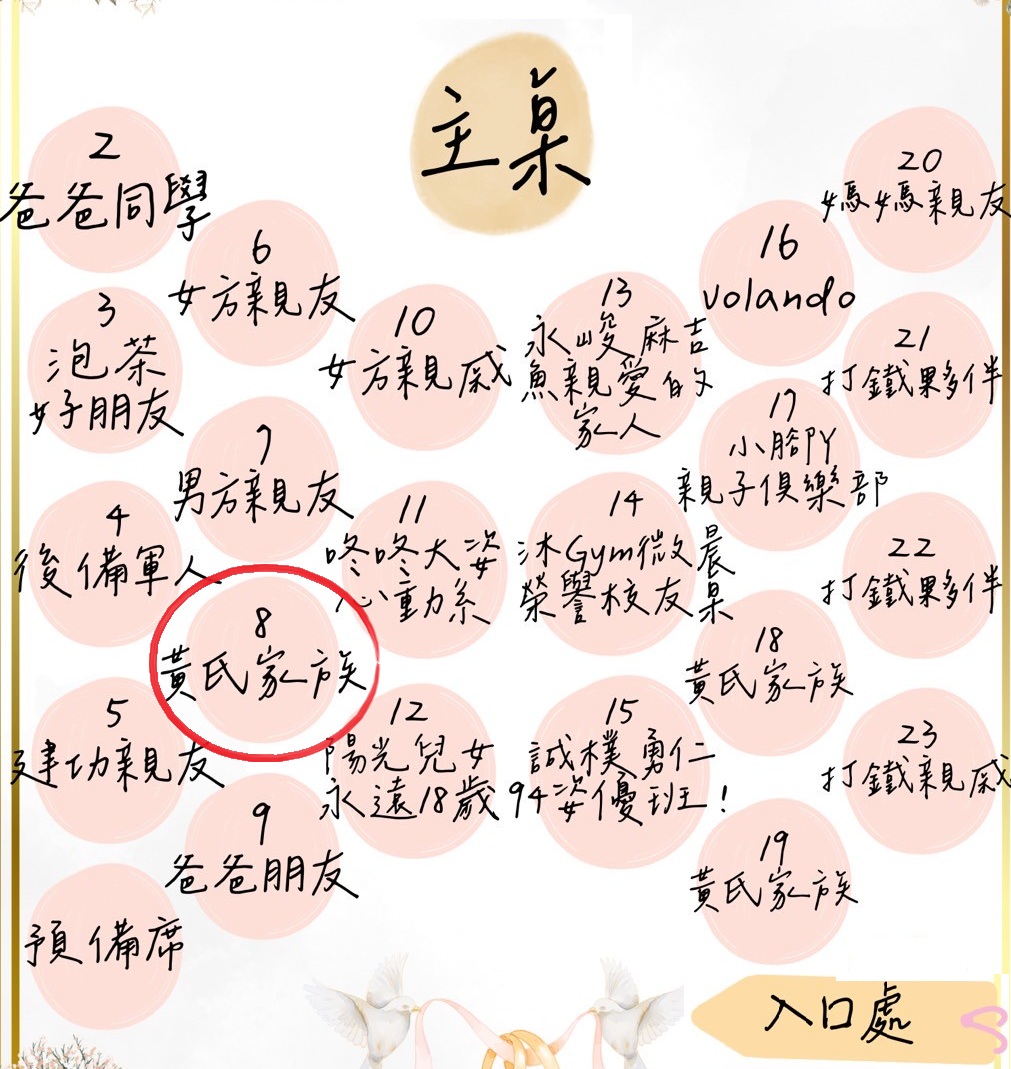 主桌
2
爸爸同學
3
泡茶
好朋友
4
後備軍人
5
建功親友
預備席
6
女方親友
7
男方親友
8
黃氏家族
9
爸爸朋友
10
女方親戚
11
咚咚大姿
心動系
12
陽光兒女
永遠18歲
13
永峻麻吉
魚親愛的
家人
14
沐Gym微晨
榮譽校友桌
15
誠樸勇仁
94姿優班!
16
volando
17
小腳丫
親子俱樂部
18
黃氏家族
19
黃氏家族
20
媽媽親友
21
打鐵夥伴
22
打鐵夥伴
23
打鐵親戚
入口處